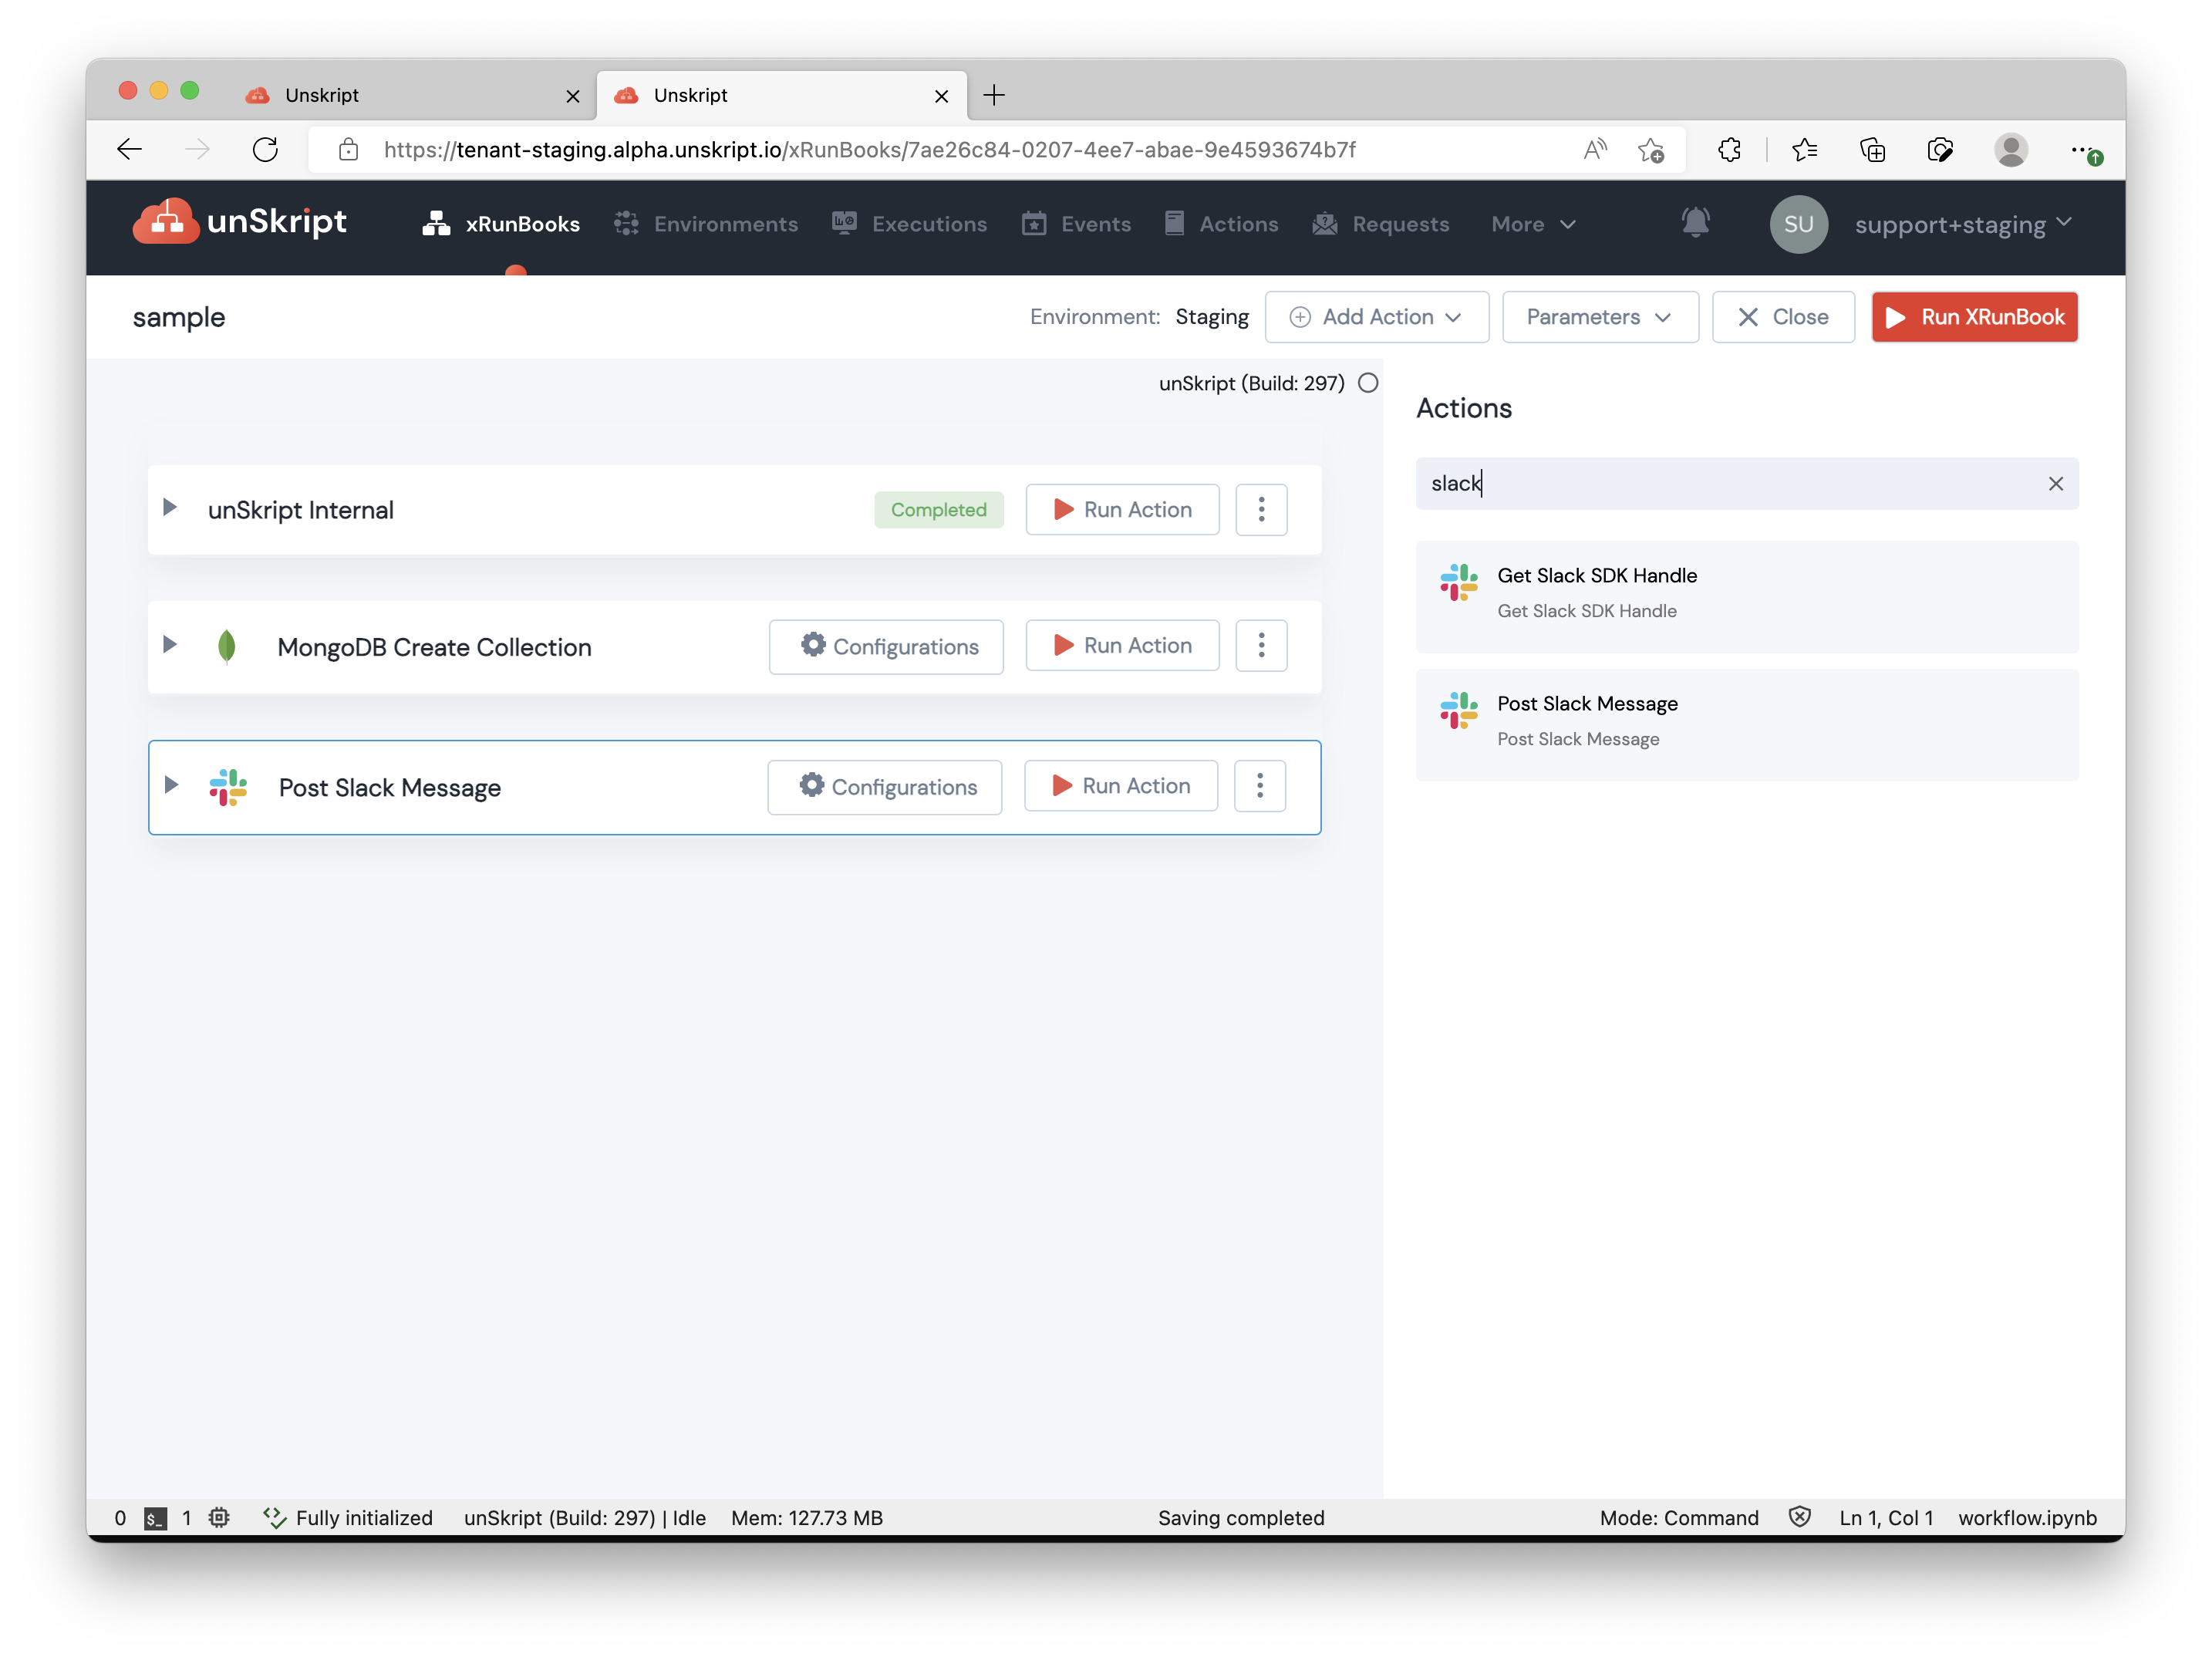 Unskript
Unskript
https://tenant-staging.alpha.unskript.io/xRunBooks/7ae26c84-0207-4ee7-abae-9e4593674b7f
unSkript
xRunBooks
Environments
Executions
Events
Actions
Requests
More
SU
support+staging
sample
Environment: Staging
Add Action
Parameters
Close
Run XRunBook
unSkript (Build: 297)
Actions
slack
unSkript Internal
Completed
Run Action
Get Slack SDK Handle
Get Slack SDK Handle
MongoDB Create Collection
Configurations
Run Action
Post Slack Message
Post Slack Message
Post Slack Message
Configurations
Run Action
0 $_ 1 Fully initialized unSkript (Build: 297) | Idle Mem: 127.73 MB Saving completed Mode: Command Ln 1, Col 1 workflow.ipynb